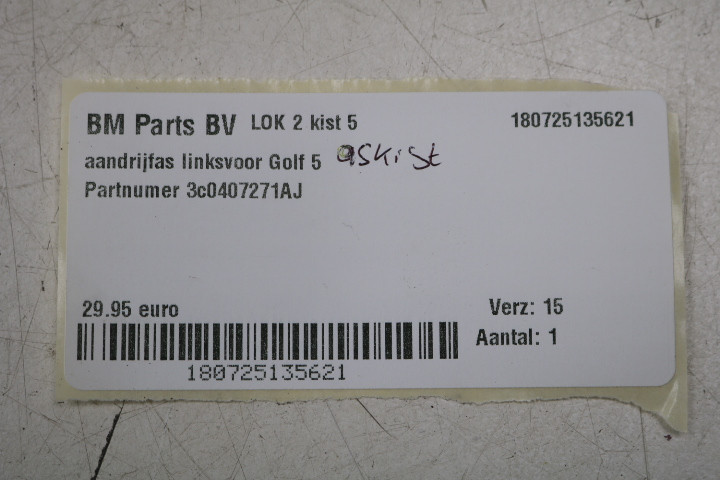 BM Parts BV LOK 2 kist 5 180725135621
aandrijfas linksvoor Golf 5 askist
Partnumer 3c0407271AJ
29.95 euro Verz: 15
Aantal: 1
180725135621